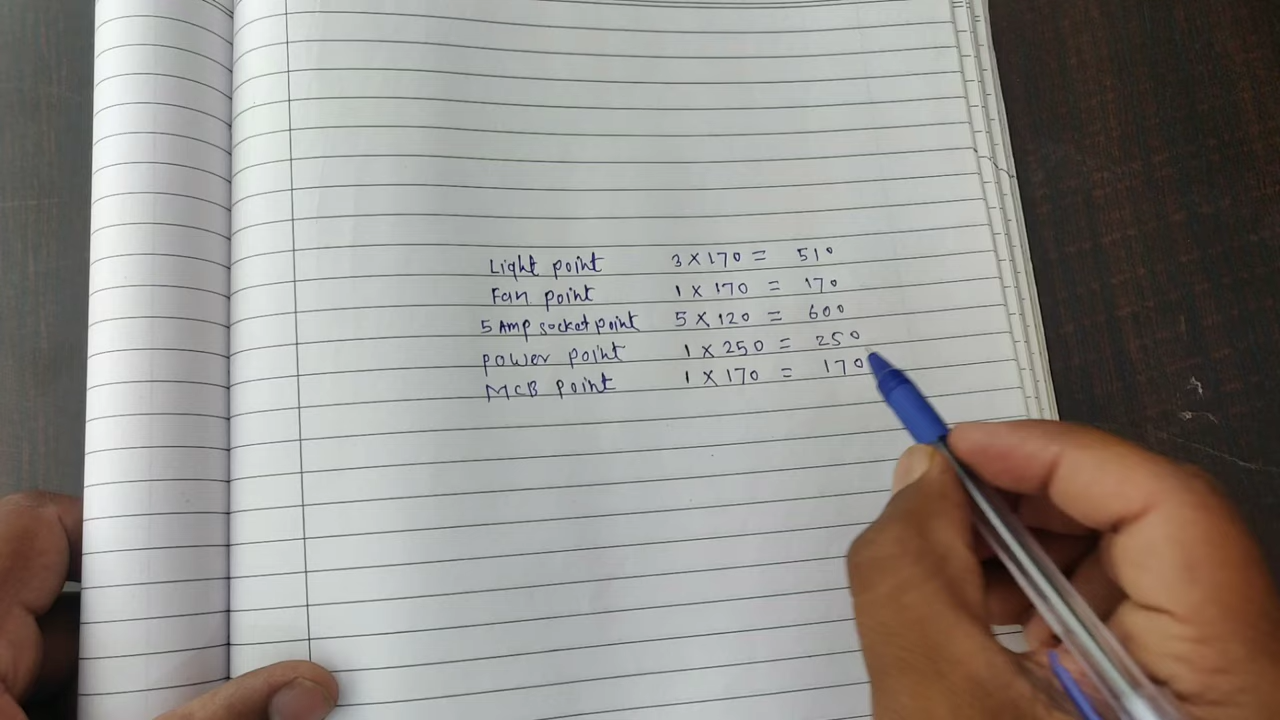 Light point 3 X 170 = 510
Fan point 1 X 170 = 170
5 Amp socket point 5 X 120 = 600
power point 1 X 250 = 250
MCB point 1 X 170 = 170